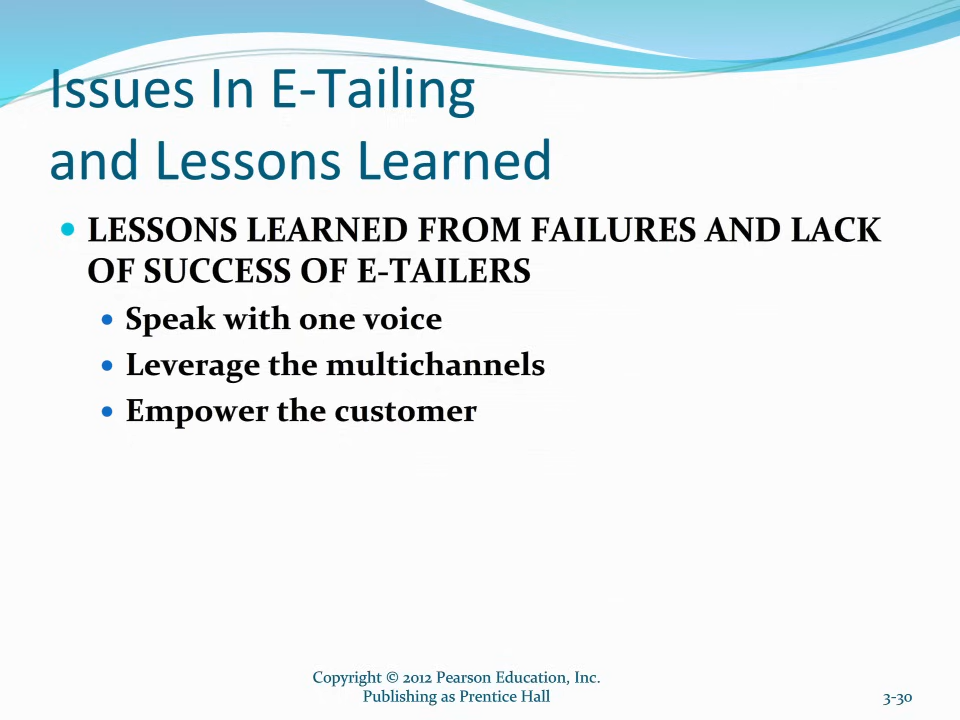 Issues In E-Tailing
and Lessons Learned
• LESSONS LEARNED FROM FAILURES AND LACK
OF SUCCESS OF E-TAILERS
• Speak with one voice
• Leverage the multichannels
• Empower the customer
Copyright © 2012 Pearson Education, Inc.
Publishing as Prentice Hall
3-30